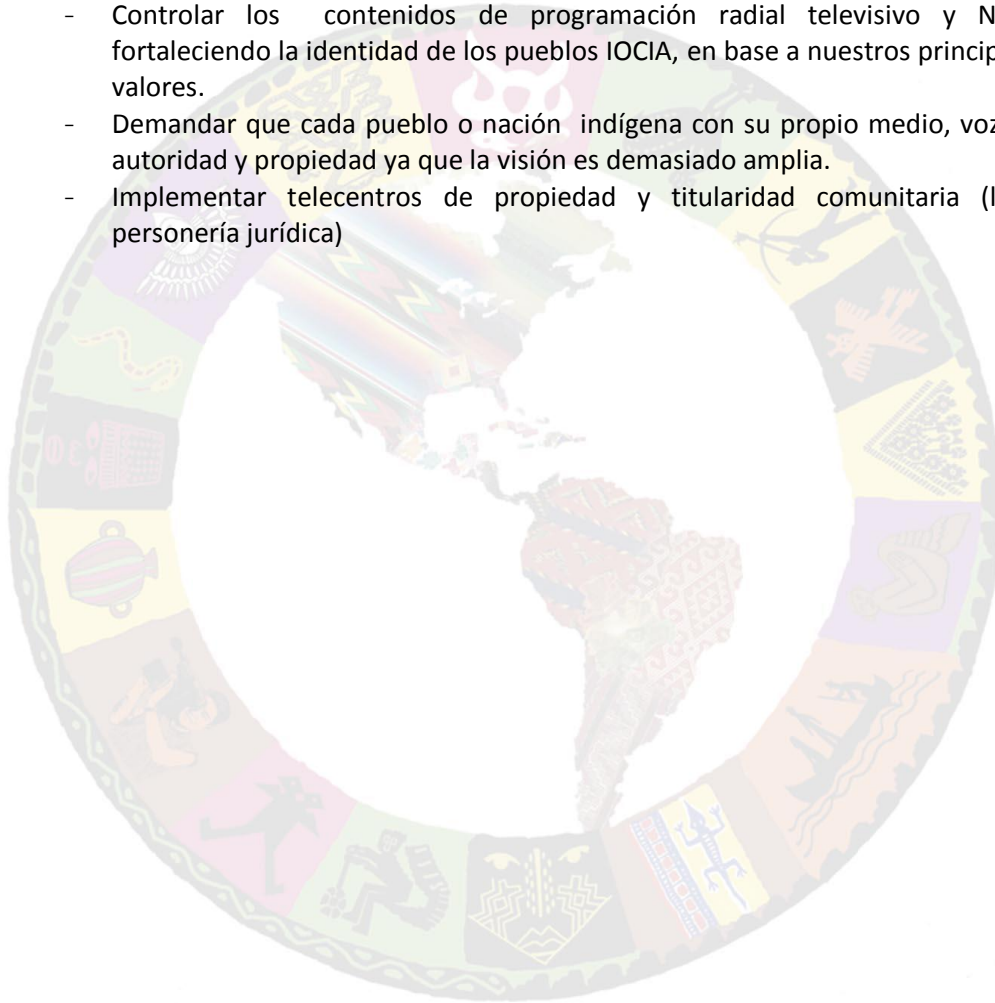 - Controlar los contenidos de programación radial televisivo y N
fortaleciendo la identidad de los pueblos IOCIA, en base a nuestros princip
valores.
- Demandar que cada pueblo o nación indígena con su propio medio, voz
autoridad y propiedad ya que la visión es demasiado amplia.
- Implementar telecentros de propiedad y titularidad comunitaria (l
personería jurídica)